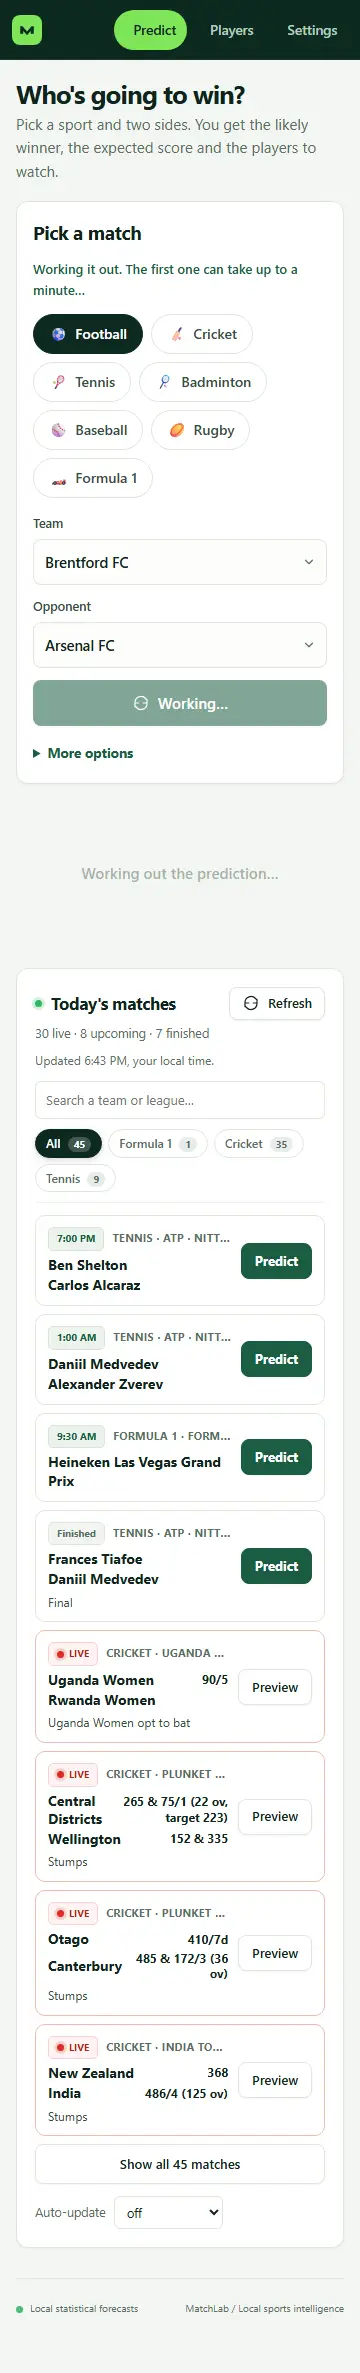 Predict
Players
Settings
Who's going to win?
Pick a sport and two sides. You get the likely
winner, the expected score and the players to
watch.
Pick a match
Working it out. The first one can take up to a
minute...
Football
Cricket
Tennis
Badminton
Baseball
Rugby
Formula 1
Team
Brentford FC
Opponent
Arsenal FC
Working...
More options
Working out the prediction...
Today's matches
Refresh
30 live · 8 upcoming · 7 finished
Updated 6:43 PM, your local time.
Search a team or league...
All 45
Formula 1 1
Cricket 35
Tennis 9
7:00 PM TENNIS · ATP · NITT...
Ben Shelton
Carlos Alcaraz
Predict
1:00 AM TENNIS · ATP · NITT...
Daniil Medvedev
Alexander Zverev
Predict
9:30 AM FORMULA 1 · FORM...
Heineken Las Vegas Grand
Prix
Predict
Finished TENNIS · ATP · NITT...
Frances Tiafoe
Daniil Medvedev
Final
Predict
LIVE CRICKET · UGANDA ...
Uganda Women 90/5
Rwanda Women
Uganda Women opt to bat
Preview
LIVE CRICKET · PLUNKET ...
Central
Districts
265 & 75/1 (22 ov,
target 223)
Wellington 152 & 335
Stumps
Preview
LIVE CRICKET · PLUNKET ...
Otago 410/7d
Canterbury
485 & 172/3 (36
ov)
Stumps
Preview
LIVE CRICKET · INDIA TO...
New Zealand 368
India 486/4 (125 ov)
Stumps
Preview
Show all 45 matches
Auto-update off
Local statistical forecasts
MatchLab / Local sports intelligence